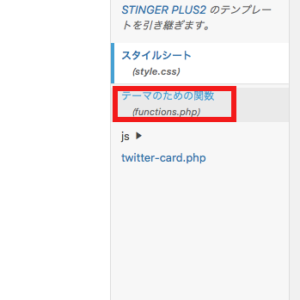 STINGER PLUS2 のテンプレー
トを引き継ぎます。
スタイルシート
(style.css)
テーマのための関数
(functions.php)
js ▶
twitter-card.php